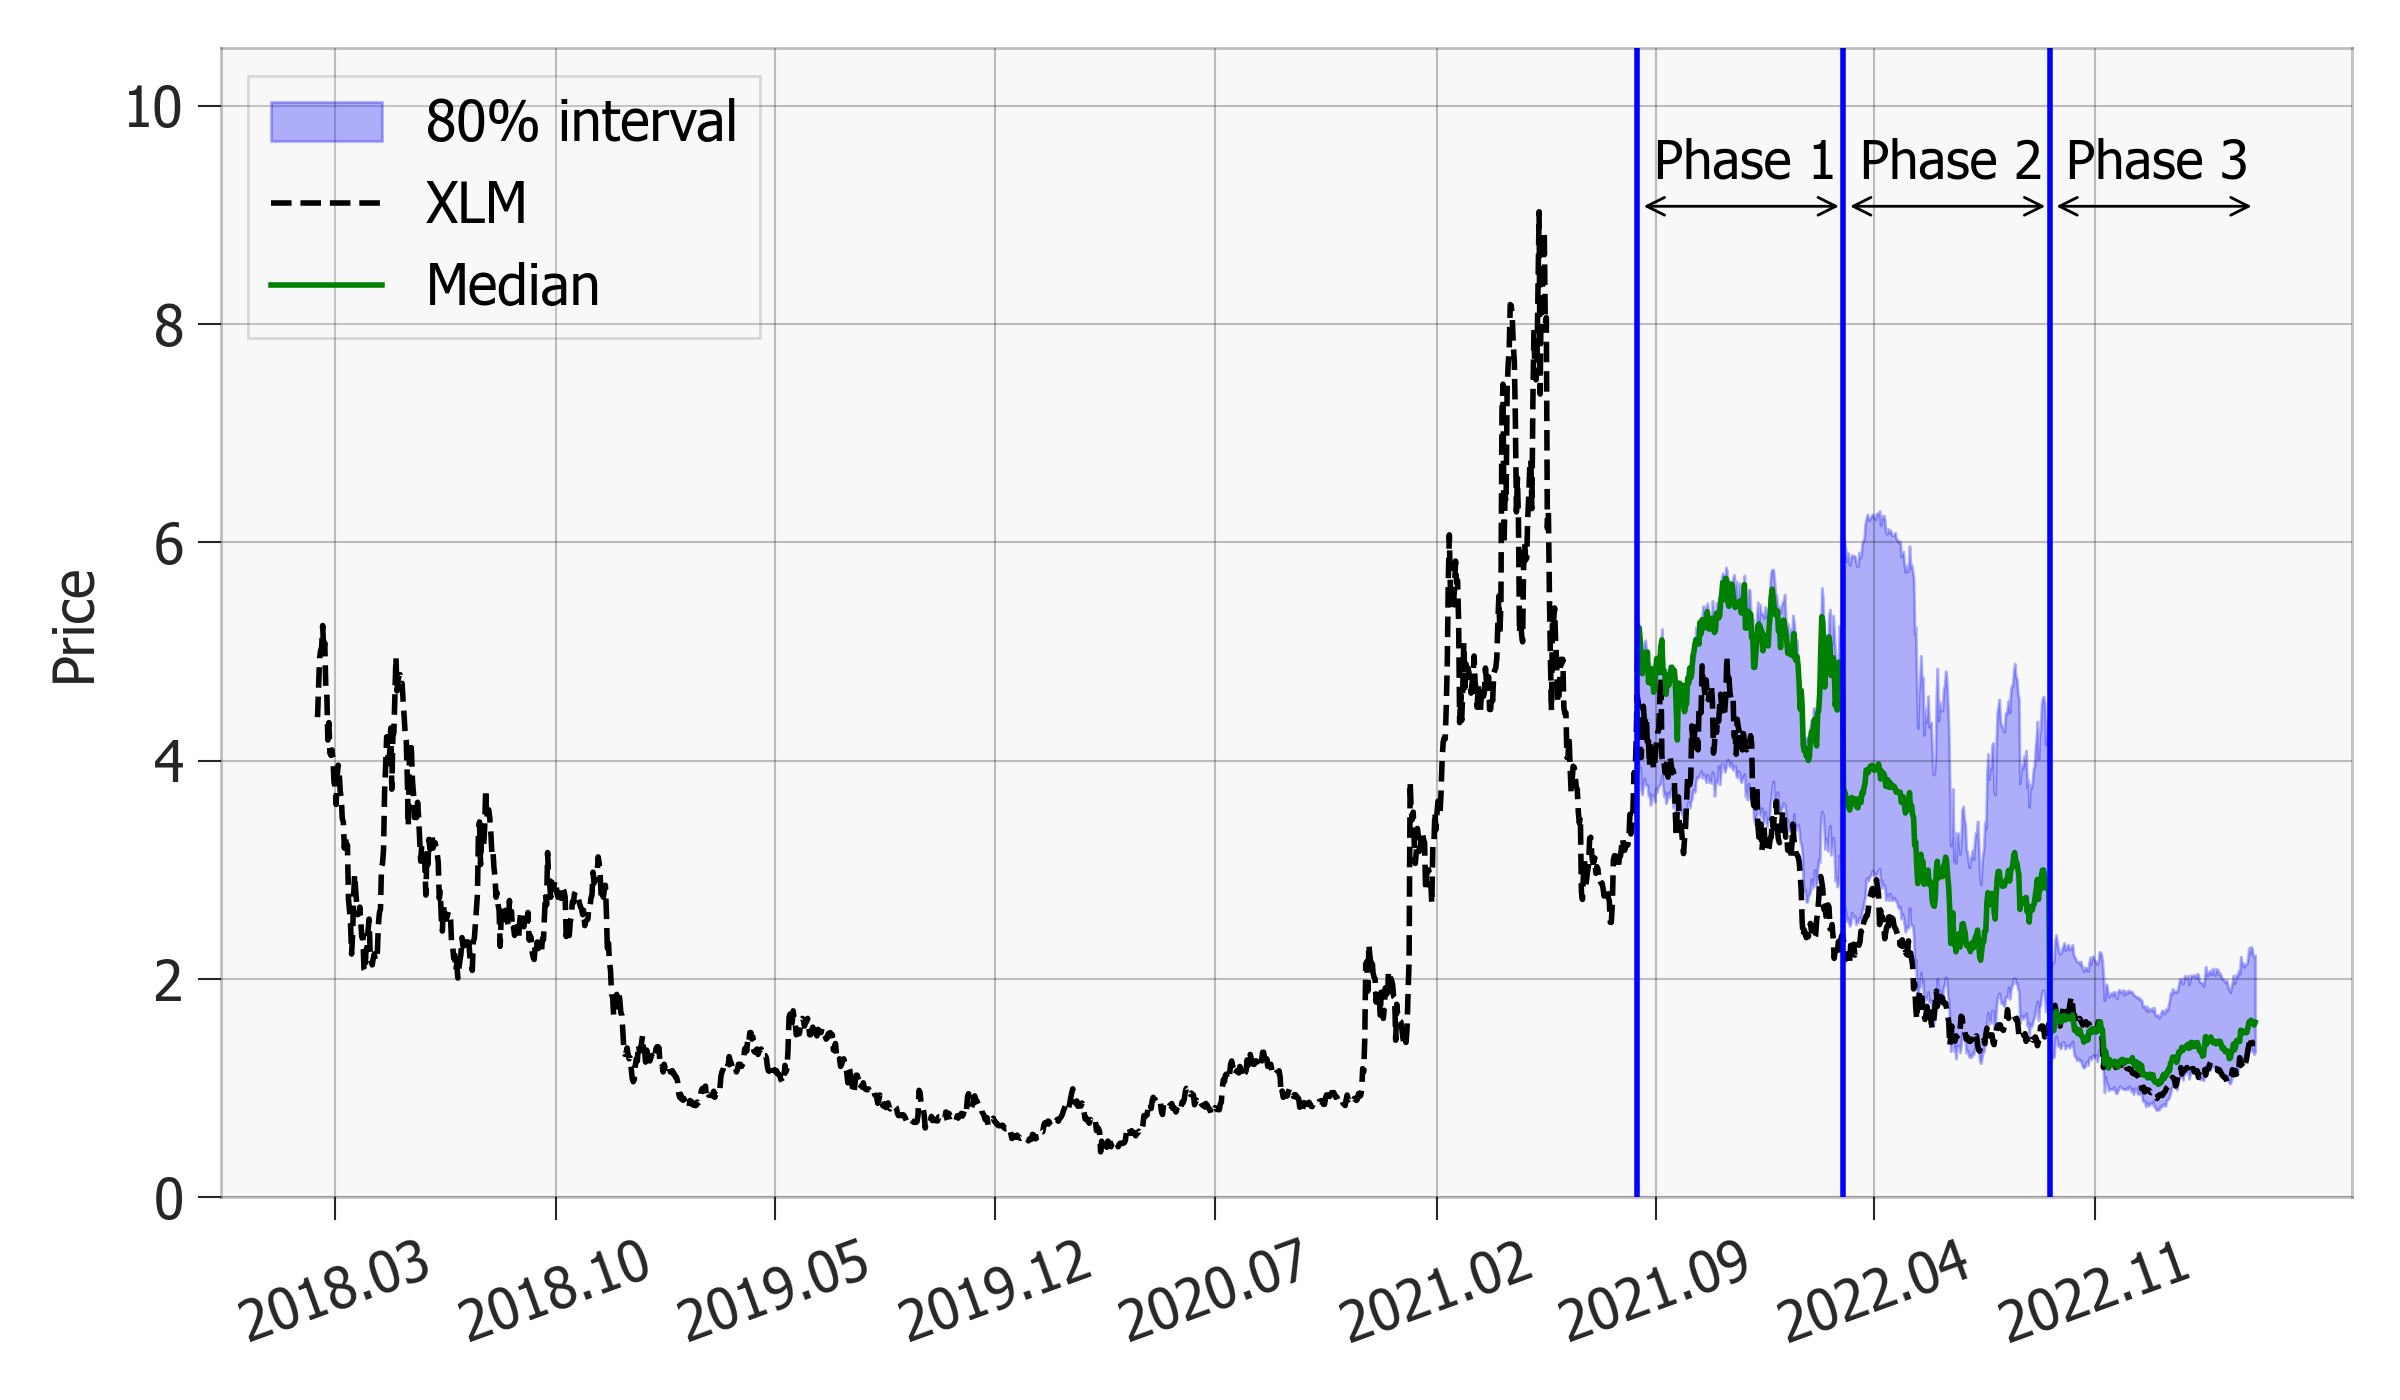 80% interval
XLM
Median
Phase 1
Phase 2
Phase 3
Price
10
8
6
4
2
0
2018.03
2018.10
2019.05
2019.12
2020.07
2021.02
2021.09
2022.04
2022.11